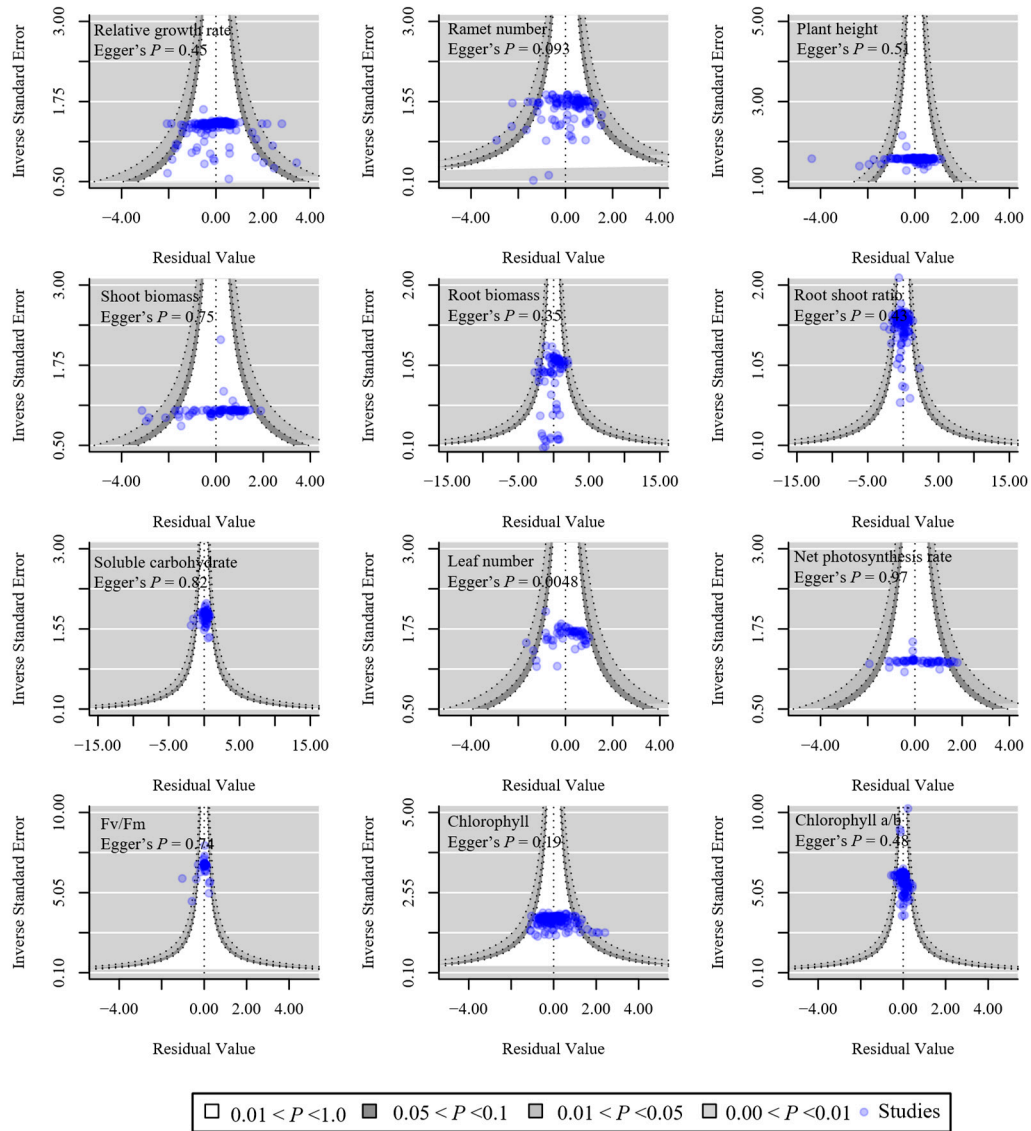 Relative growth rate
Egger's P = 0.45
Inverse Standard Error
3.00
1.75
0.50
−4.00 0.00 2.00 4.00
Residual Value
Ramet number
Egger's P = 0.093
Inverse Standard Error
3.00
1.55
0.10
−4.00 0.00 2.00 4.00
Residual Value
Plant height
Egger's P = 0.51
Inverse Standard Error
5.00
3.00
1.00
-4.00 0.00 2.00 4.00
Residual Value
Shoot biomass
Egger's P = 0.75
Inverse Standard Error
3.00
1.75
0.50
−4.00 0.00 2.00 4.00
Residual Value
Root biomass
Egger's P = 0.35
Inverse Standard Error
2.00
1.05
0.10
−15.00 −5.00 5.00 15.00
Residual Value
Root shoot ratio
Egger's P =
Inverse Standard Error
2.00
1.05
0.10
−15.00 −5.00 5.00 15.00
Residual Value
Soluble carbohydrate
Egger's P = 0.82
Inverse Standard Error
3.00
1.55
0.10
−15.00 −5.00 5.00 15.00
Residual Value
Leaf number
Egger's P = 0.0048
Inverse Standard Error
3.00
1.75
0.50
−4.00 0.00 2.00 4.00
Residual Value
Net photosynthesis rate
Egger's P = 0.97
Inverse Standard Error
3.00
1.75
0.50
−4.00 0.00 2.00 4.00
Residual Value
Fv/Fm
Egger's P = 0.74
Inverse Standard Error
10.00
5.05
0.10
−4.00 0.00 2.00 4.00
Residual Value
Chlorophyll
Egger's P = 0.19
Inverse Standard Error
5.00
2.55
0.10
−4.00 0.00 2.00 4.00
Residual Value
Chlorophyll a/b
Egger's P = 0.48
Inverse Standard Error
10.00
5.05
0.10
−4.00 0.00 2.00 4.00
Residual Value
0.01 < P <1.0 0.05 < P <0.1 0.01 < P <0.05 0.00 < P <0.01 Studies